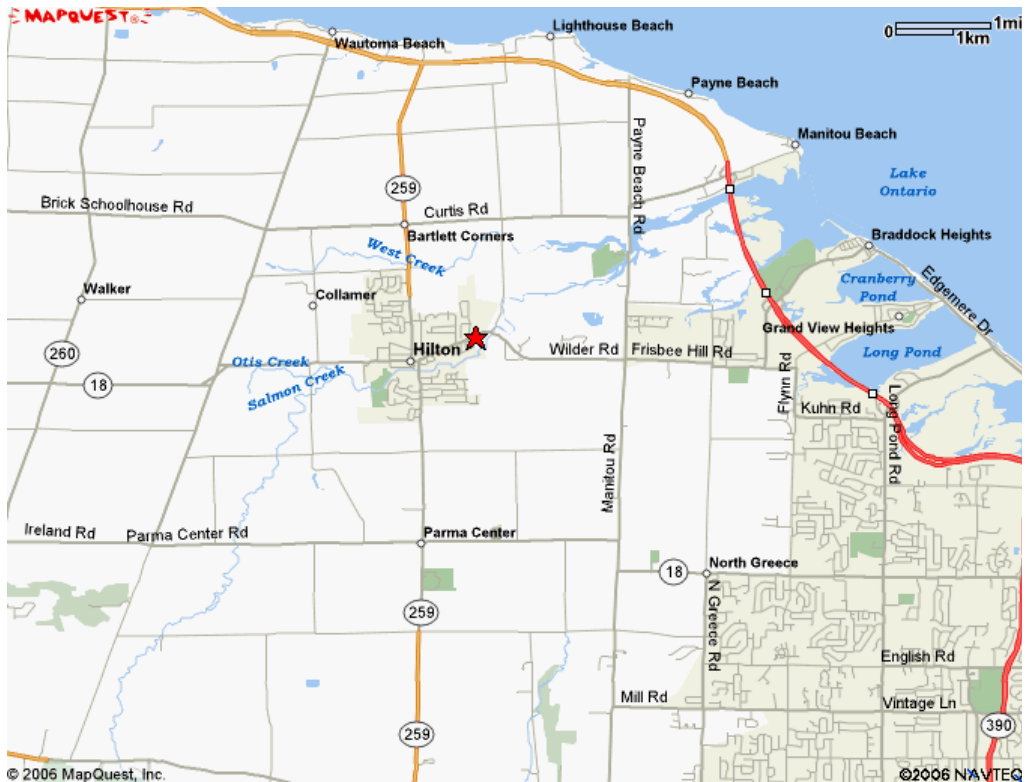 MAPQUEST®
Wautoma Beach
Lighthouse Beach
0
1mi
1km
Payne Beach
Manitou Beach
Payne Beach Rd
Lake
Ontario
259
Brick Schoolhouse Rd
Curtis Rd
Bartlett Corners
West Creek
Braddock Heights
Cranberry
Pond
Edgemere Dr
Walker
Collamer
Grand View Heights
260
Hilton
Wilder Rd
Frisbee Hill Rd
Long Pond
Otis Creek
18
Salmon Creek
Flynn Rd
Kuhn Rd
Long Pond Rd
Manitou Rd
Ireland Rd
Parma Center Rd
Parma Center
North Greece
18
259
N Greece Rd
English Rd
Mill Rd
Vintage Ln
390
259
© 2006 MapQuest, Inc.
©2006 NAVTEQ